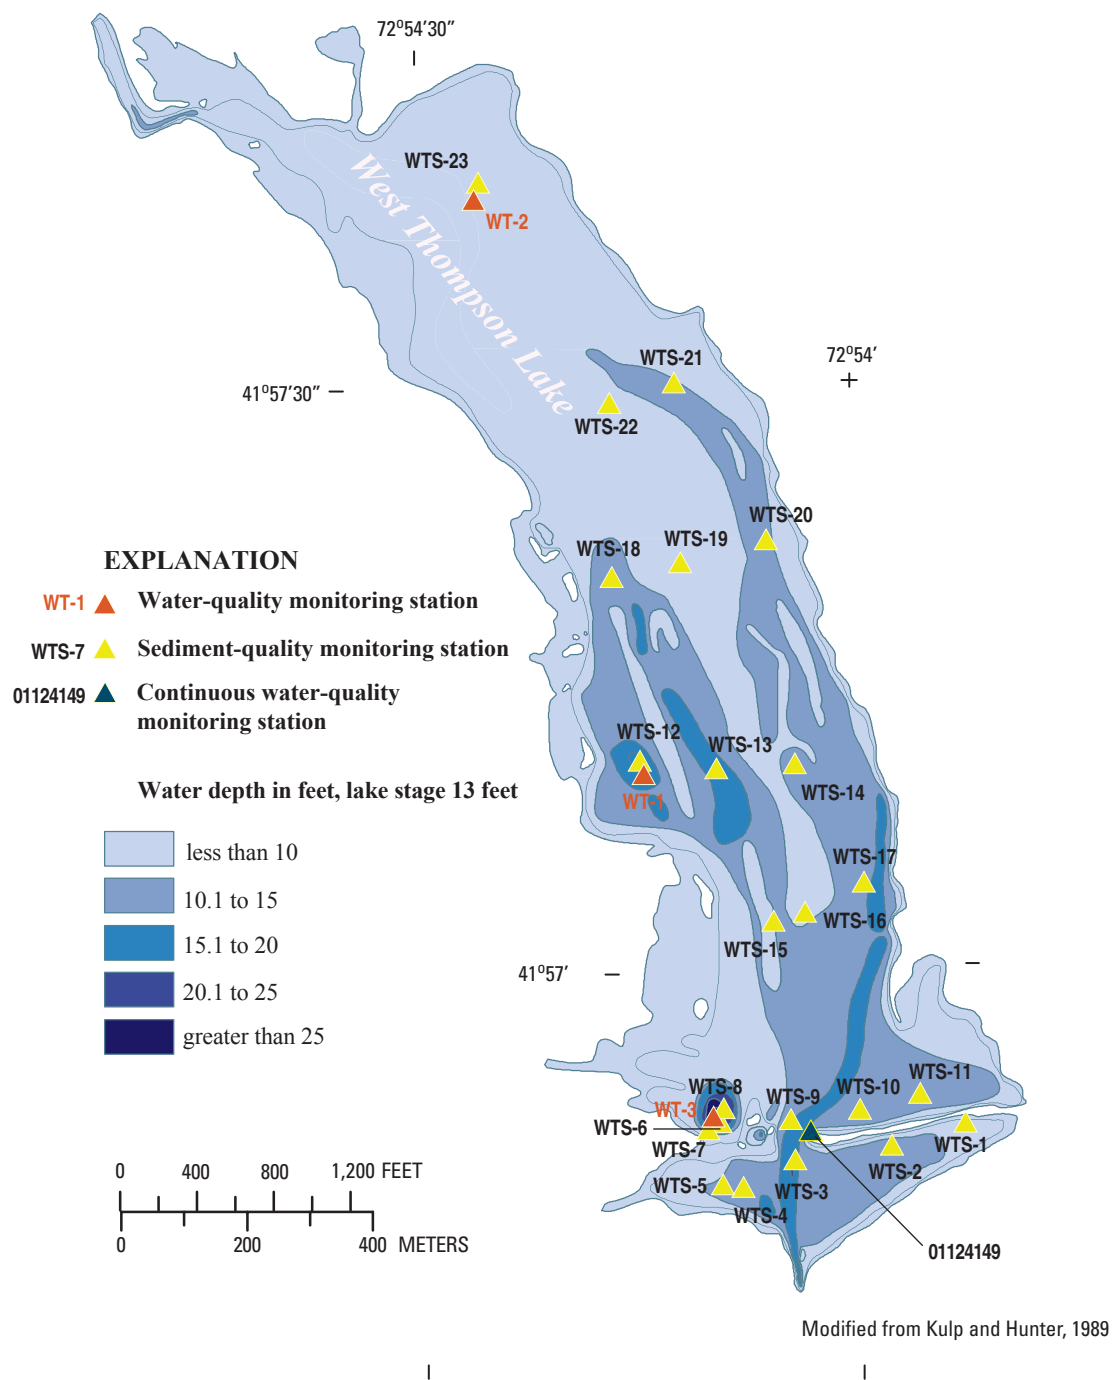 72°54'30"
WTS-23
WT-2
West Thompson Lake
72°54'
WTS-21
41°57'30"
WTS-22
WTS-20
WTS-19
WTS-18
EXPLANATION
WT-1 Water-quality monitoring station
WTS-7 Sediment-quality monitoring station
01124149 Continuous water-quality
monitoring station
WTS-12
WTS-13
WT-1
WTS-14
Water depth in feet, lake stage 13 feet
less than 10
10.1 to 15
15.1 to 20
20.1 to 25
greater than 25
WTS-17
WTS-16
WTS-15
41°57'
WTS-11
WTS-8
WTS-10
WTS-9
WT-3
WTS-6
WTS-7
WTS-1
WTS-2
WTS-5
WTS-3
WTS-4
01124149
0 400 800 1,200 FEET
0 200 400 METERS
Modified from Kulp and Hunter, 1989